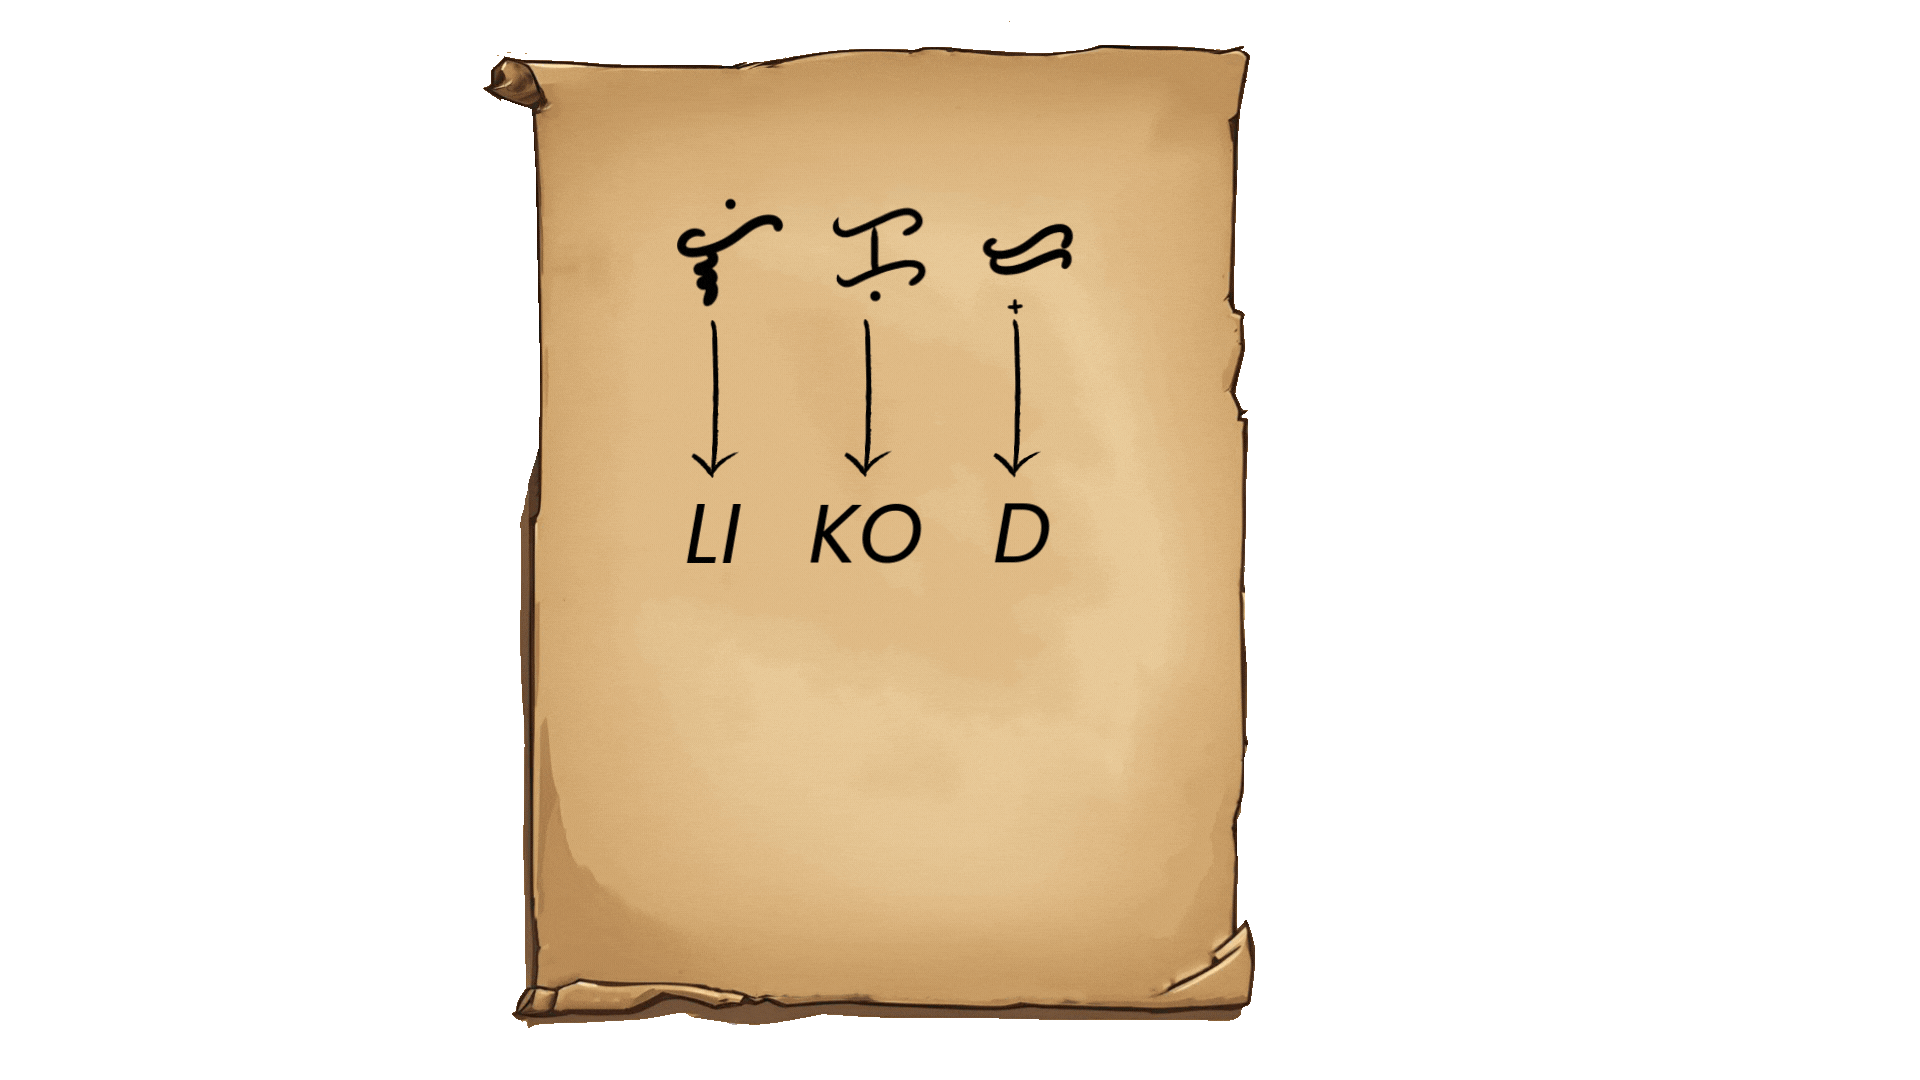 ᜎᜒ ᜃᜓ ᜇ᜔
LI KO D